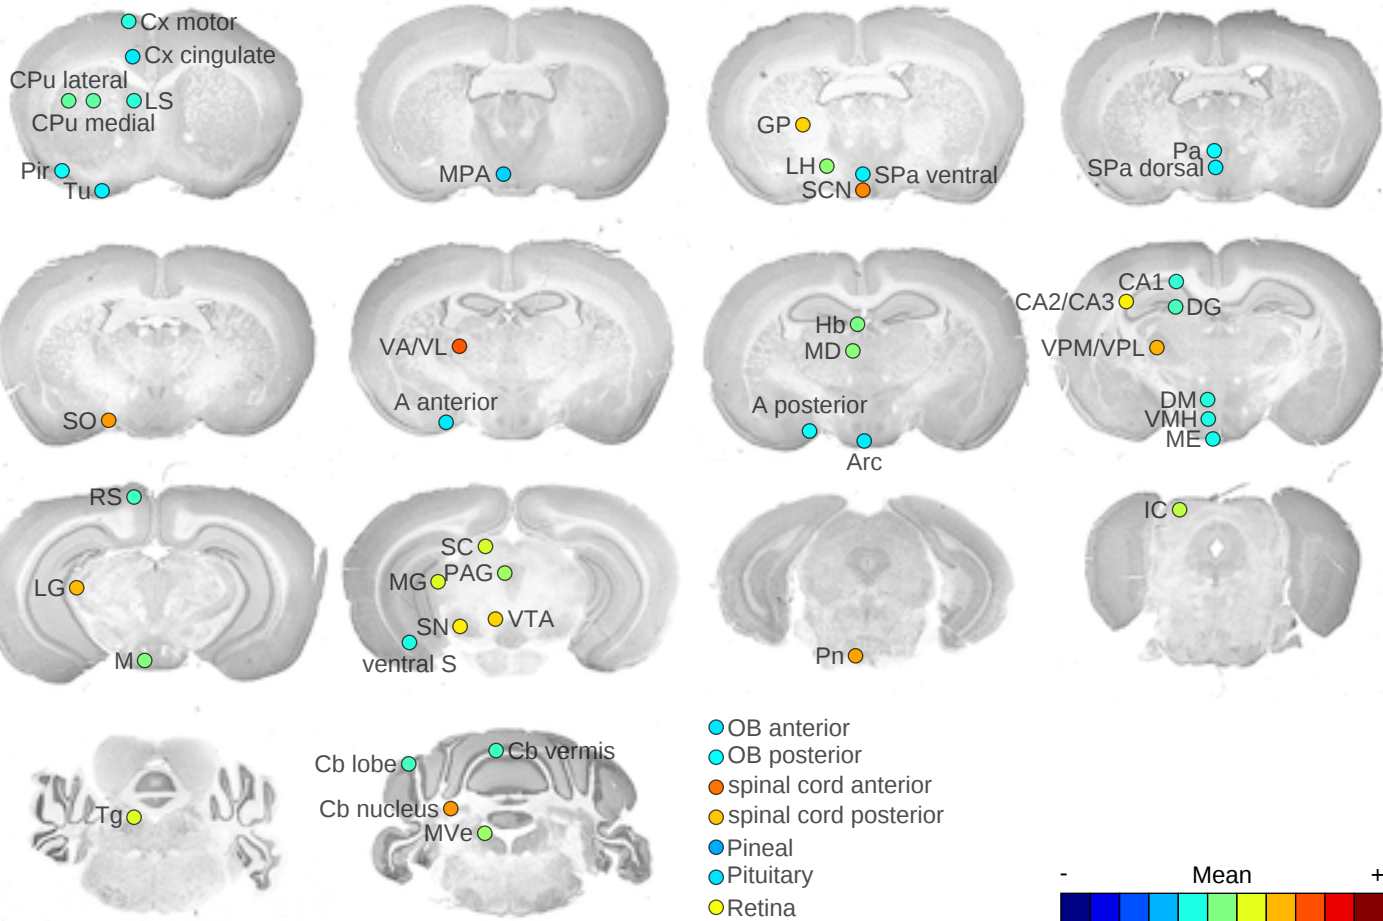 Cx motor
Cx cingulate
CPu lateral
LS
CPu medial
Pir
Tu
MPA
GP
LH
SPa ventral
SCN
Pa
SPa dorsal
SO
VA/VL
A anterior
Hb
MD
A posterior
Arc
CA1
CA2/CA3
DG
VPM/VPL
DM
VMH
ME
RS
LG
M
SC
MG
PAG
SN
VTA
ventral S
Pn
IC
Tg
Cb lobe
Cb vermis
Cb nucleus
MVe
OB anterior
OB posterior
spinal cord anterior
spinal cord posterior
Pineal
Pituitary
Retina
- Mean +